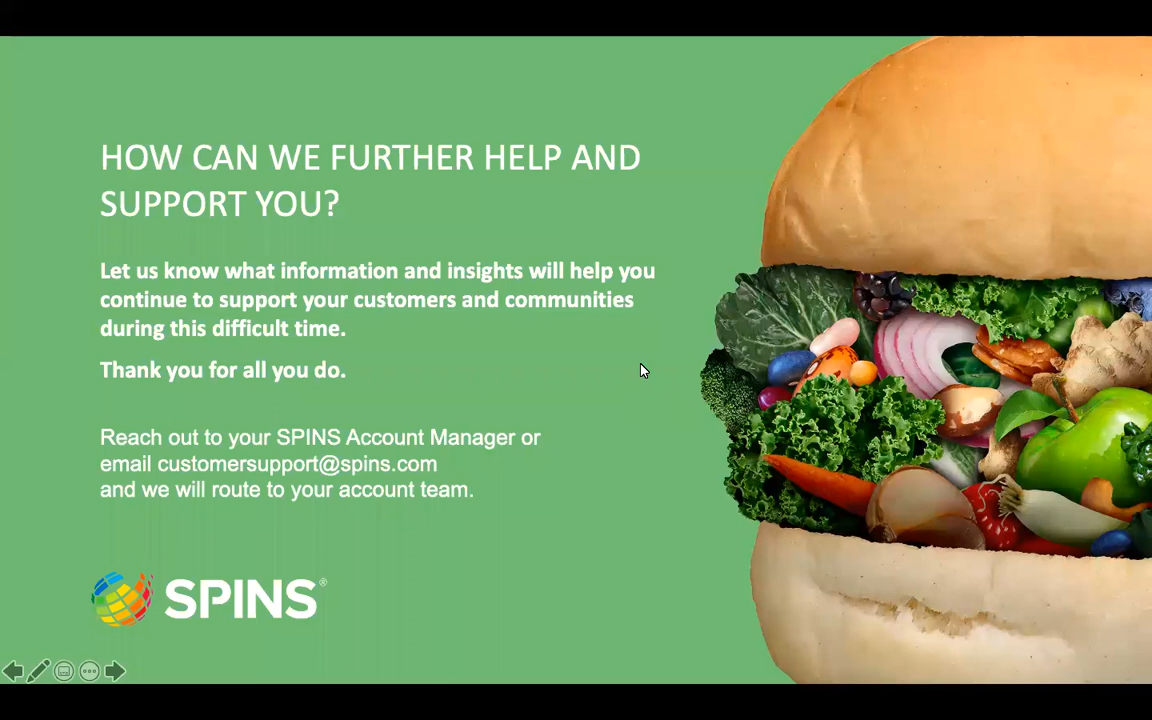 HOW CAN WE FURTHER HELP AND
SUPPORT YOU?
Let us know what information and insights will help you
continue to support your customers and communities
during this difficult time.
Thank you for all you do.
Reach out to your SPINS Account Manager or
email customersupport@spins.com
and we will route to your account team.
SPINS®